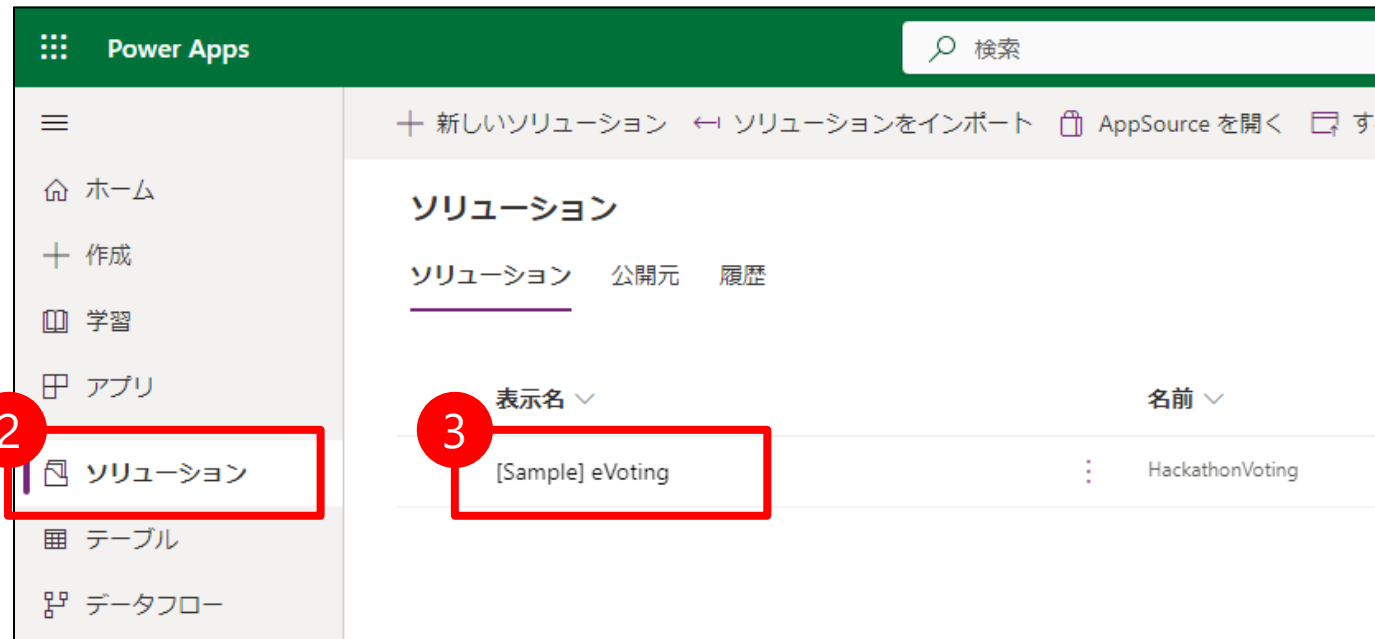 Power Apps
検索
新しいソリューション ソリューションをインポート AppSource を開く す
ホーム
作成
学習
アプリ
ソリューション
テーブル
データフロー
ソリューション
ソリューション 公開元 履歴
表示名 名前
[Sample] eVoting HackathonVoting
2
3